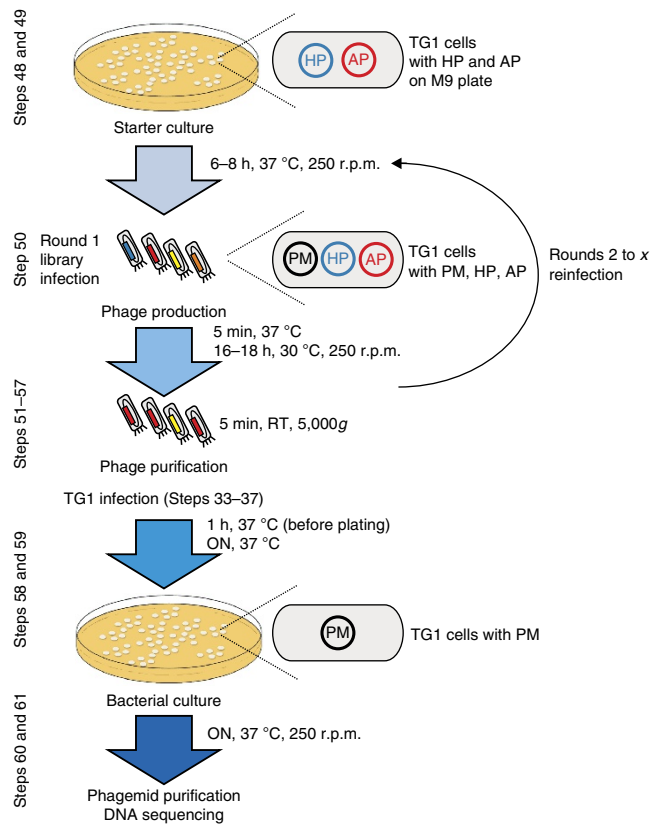 Steps 48 and 49
HP
AP
TG1 cells
with HP and AP
on M9 plate
Starter culture
6–8 h, 37 °C, 250 r.p.m.
Step 50
Round 1
library
infection
PM
HP
AP
TG1 cells
with PM, HP, AP
Rounds 2 to x
reinfection
Phage production
5 min, 37 °C
16–18 h, 30 °C, 250 r.p.m.
Steps 51–57
5 min, RT, 5,000g
Phage purification
TG1 infection (Steps 33–37)
1 h, 37 °C (before plating)
ON, 37 °C
Steps 58 and 59
PM
TG1 cells with PM
Bacterial culture
Steps 60 and 61
ON, 37 °C, 250 r.p.m.
Phagemid purification
DNA sequencing